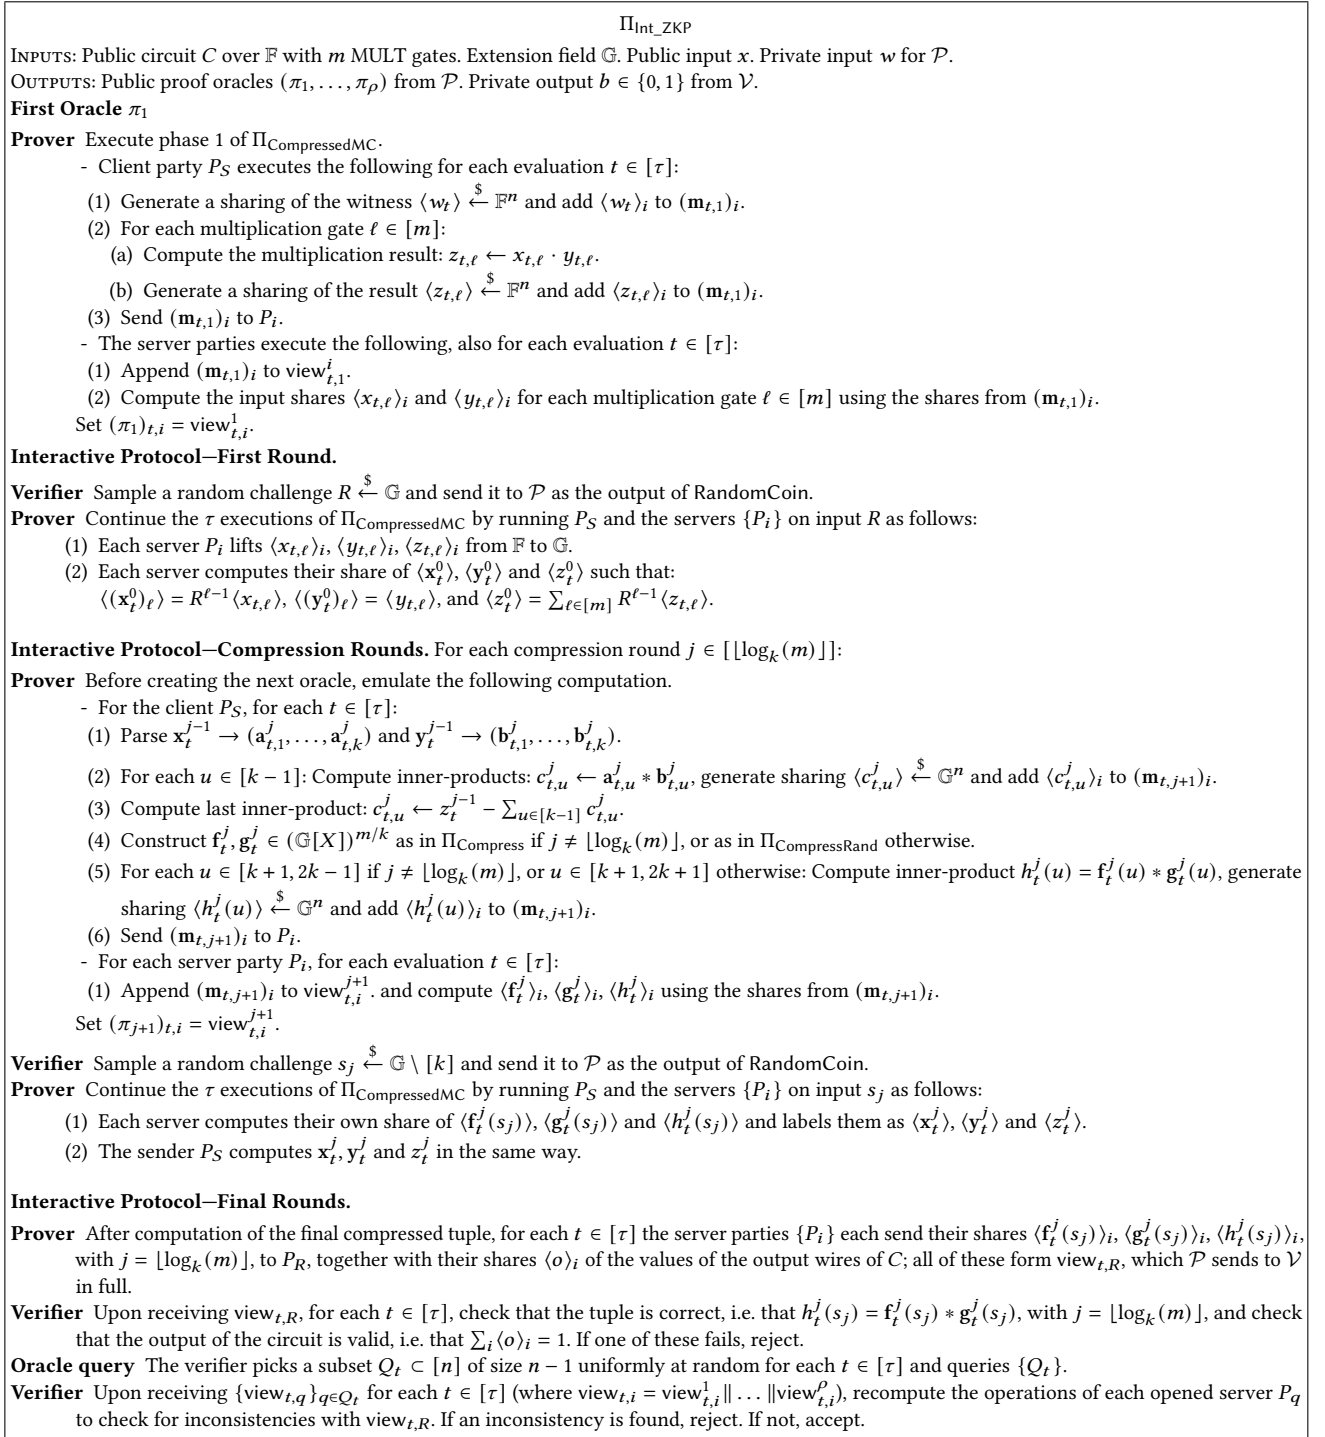 Π_Int_ZKP
Inputs: Public circuit C over 𝔽 with m MULT gates. Extension field 𝔾. Public input x. Private input w for 𝒫.
Outputs: Public proof oracles (π_1, . . . , π_ρ) from 𝒫. Private output b ∈ {0, 1} from 𝒱.
First Oracle π_1
Prover Execute phase 1 of Π_CompressedMC.
- Client party P_S executes the following for each evaluation t ∈ [τ]:
(1) Generate a sharing of the witness ⟨w_t⟩ ←$ 𝔽^n and add ⟨w_t⟩_i to (m_{t,1})_i.
(2) For each multiplication gate ℓ ∈ [m]:
(a) Compute the multiplication result: z_{t,ℓ} ← x_{t,ℓ} · y_{t,ℓ}.
(b) Generate a sharing of the result ⟨z_{t,ℓ}⟩ ←$ 𝔽^n and add ⟨z_{t,ℓ}⟩_i to (m_{t,1})_i.
(3) Send (m_{t,1})_i to P_i.
- The server parties execute the following, also for each evaluation t ∈ [τ]:
(1) Append (m_{t,1})_i to view^i_{t,1}.
(2) Compute the input shares ⟨x_{t,ℓ}⟩_i and ⟨y_{t,ℓ}⟩_i for each multiplication gate ℓ ∈ [m] using the shares from (m_{t,1})_i.
Set (π_1)_{t,i} = view^1_{t,i}.
Interactive Protocol—First Round.
Verifier Sample a random challenge R ←$ 𝔾 and send it to 𝒫 as the output of RandomCoin.
Prover Continue the τ executions of Π_CompressedMC by running P_S and the servers {P_i} on input R as follows:
(1) Each server P_i lifts ⟨x_{t,ℓ}⟩_i, ⟨y_{t,ℓ}⟩_i, ⟨z_{t,ℓ}⟩_i from 𝔽 to 𝔾.
(2) Each server computes their share of ⟨x^0_t⟩, ⟨y^0_t⟩ and ⟨z^0_t⟩ such that:
⟨(x^0_t)_ℓ⟩ = R^{ℓ−1}⟨x_{t,ℓ}⟩, ⟨(y^0_t)_ℓ⟩ = ⟨y_{t,ℓ}⟩, and ⟨z^0_t⟩ = ∑_{ℓ∈[m]} R^{ℓ−1}⟨z_{t,ℓ}⟩.
Interactive Protocol—Compression Rounds. For each compression round j ∈ [⌊log_k(m)⌋]:
Prover Before creating the next oracle, emulate the following computation.
- For the client P_S, for each t ∈ [τ]:
(1) Parse x^{j−1}_t → (a^j_{t,1}, . . . , a^j_{t,k}) and y^{j−1}_t → (b^j_{t,1}, . . . , b^j_{t,k}).
(2) For each u ∈ [k − 1]: Compute inner-products: c^j_{t,u} ← a^j_{t,u} ∗ b^j_{t,u}, generate sharing ⟨c^j_{t,u}⟩ ←$ 𝔾^n and add ⟨c^j_{t,u}⟩_i to (m_{t,j+1})_i.
(3) Compute last inner-product: c^j_{t,u} ← z^{j−1}_t − ∑_{u∈[k−1]} c^j_{t,u}.
(4) Construct f^j_t, g^j_t ∈ (𝔾[X])^{m/k} as in Π_Compress if j ≠ ⌊log_k(m)⌋, or as in Π_CompressRand otherwise.
(5) For each u ∈ [k + 1, 2k − 1] if j ≠ ⌊log_k(m)⌋, or u ∈ [k + 1, 2k + 1] otherwise: Compute inner-product h^j_t(u) = f^j_t(u) ∗ g^j_t(u), generate
sharing ⟨h^j_t(u)⟩ ←$ 𝔾^n and add ⟨h^j_t(u)⟩_i to (m_{t,j+1})_i.
(6) Send (m_{t,j+1})_i to P_i.
- For each server party P_i, for each evaluation t ∈ [τ]:
(1) Append (m_{t,j+1})_i to view^{j+1}_{t,i}. and compute ⟨f^j_t⟩_i, ⟨g^j_t⟩_i, ⟨h^j_t⟩_i using the shares from (m_{t,j+1})_i.
Set (π_{j+1})_{t,i} = view^{j+1}_{t,i}.
Verifier Sample a random challenge s_j ←$ 𝔾 \ [k] and send it to 𝒫 as the output of RandomCoin.
Prover Continue the τ executions of Π_CompressedMC by running P_S and the servers {P_i} on input s_j as follows:
(1) Each server computes their own share of ⟨f^j_t(s_j)⟩, ⟨g^j_t(s_j)⟩ and ⟨h^j_t(s_j)⟩ and labels them as ⟨x^j_t⟩, ⟨y^j_t⟩ and ⟨z^j_t⟩.
(2) The sender P_S computes x^j_t, y^j_t and z^j_t in the same way.
Interactive Protocol—Final Rounds.
Prover After computation of the final compressed tuple, for each t ∈ [τ] the server parties {P_i} each send their shares ⟨f^j_t(s_j)⟩_i, ⟨g^j_t(s_j)⟩_i, ⟨h^j_t(s_j)⟩_i,
with j = ⌊log_k(m)⌋, to P_R, together with their shares ⟨o⟩_i of the values of the output wires of C; all of these form view_{t,R}, which 𝒫 sends to 𝒱
in full.
Verifier Upon receiving view_{t,R}, for each t ∈ [τ], check that the tuple is correct, i.e. that h^j_t(s_j) = f^j_t(s_j) ∗ g^j_t(s_j), with j = ⌊log_k(m)⌋, and check
that the output of the circuit is valid, i.e. that ∑_i⟨o⟩_i = 1. If one of these fails, reject.
Oracle query The verifier picks a subset Q_t ⊂ [n] of size n − 1 uniformly at random for each t ∈ [τ] and queries {Q_t}.
Verifier Upon receiving {view_{t,q}}_{q∈Q_t} for each t ∈ [τ] (where view_{t,i} = view^1_{t,i}‖ . . . ‖view^ρ_{t,i}), recompute the operations of each opened server P_q
to check for inconsistencies with view_{t,R}. If an inconsistency is found, reject. If not, accept.